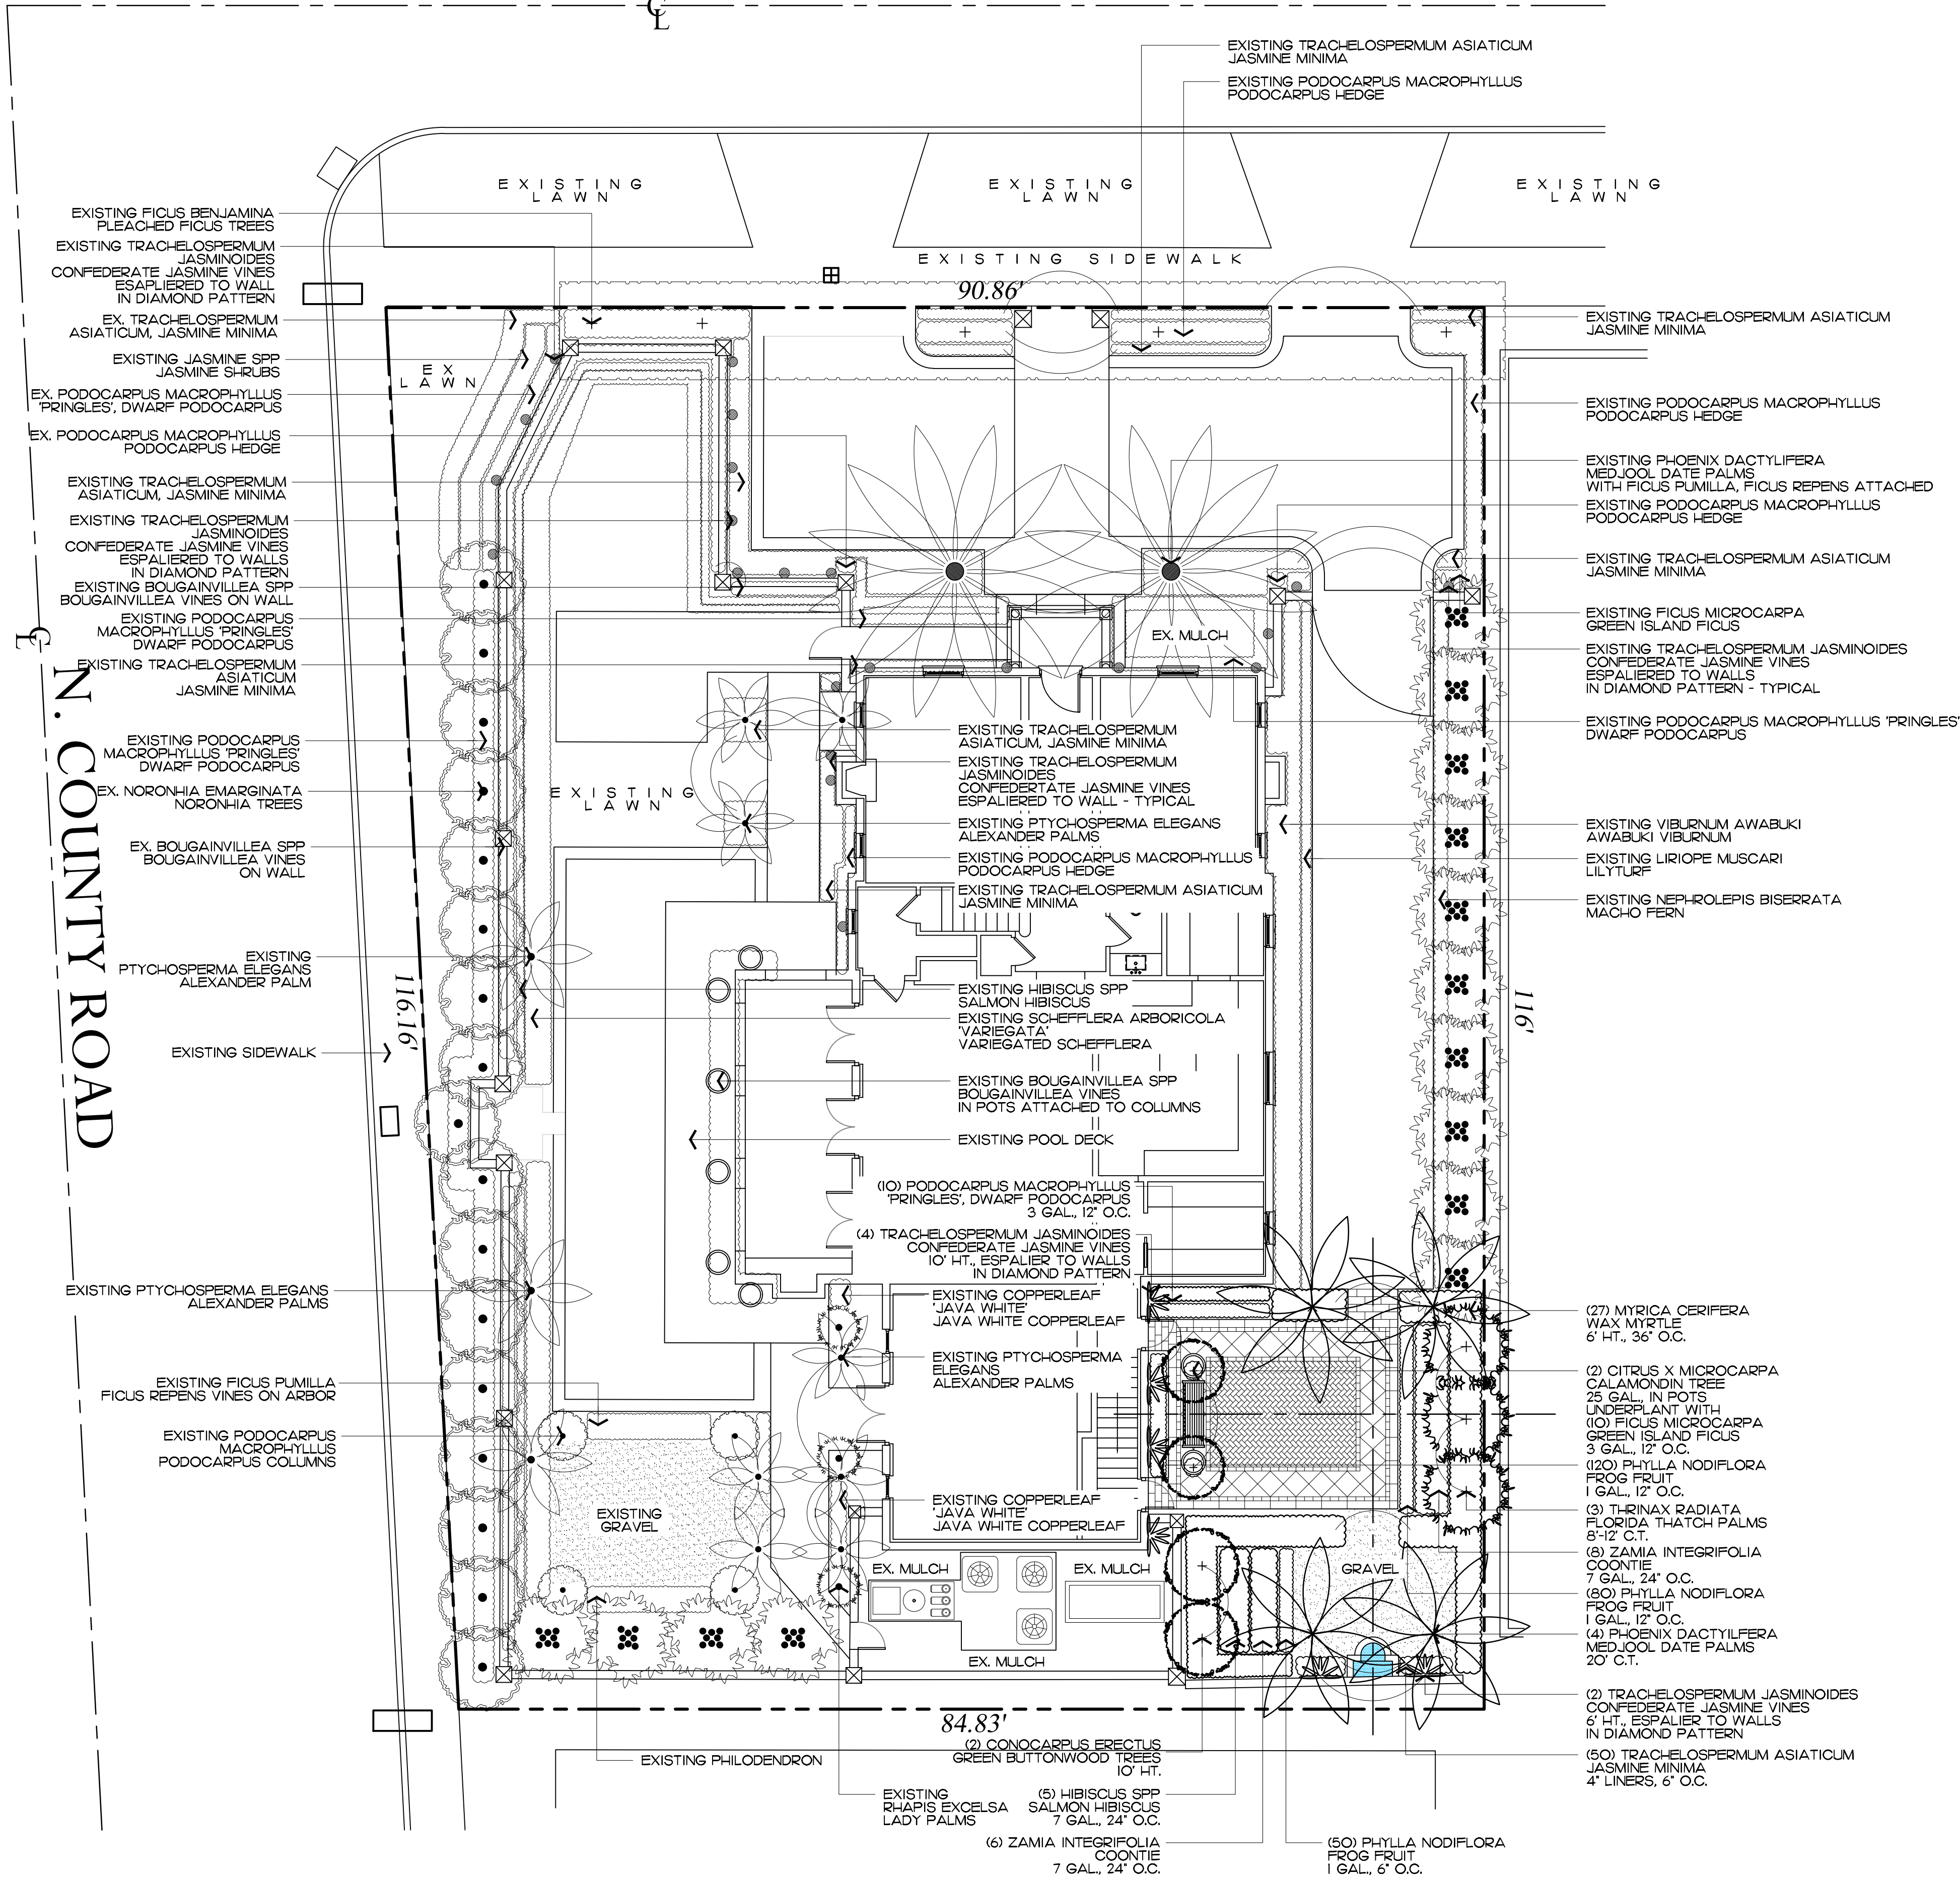 CL
EXISTING TRACHELOSPERMUM ASIATICUM
JASMINE MINIMA
EXISTING PODOCARPUS MACROPHYLLUS
PODOCARPUS HEDGE
EXISTING
LAWN
EXISTING
LAWN
EXISTING
LAWN
EXISTING SIDEWALK
90.86'
EXISTING FICUS BENJAMINA
PLEACHED FICUS TREES
EXISTING TRACHELOSPERMUM
JASMINOIDES
CONFEDERATE JASMINE VINES
ESAPLIERED TO WALL
IN DIAMOND PATTERN
EX. TRACHELOSPERMUM
ASIATICUM, JASMINE MINIMA
EXISTING JASMINE SPP
JASMINE SHRUBS
EX. PODOCARPUS MACROPHYLLUS
'PRINGLES', DWARF PODOCARPUS
EX. PODOCARPUS MACROPHYLLUS
PODOCARPUS HEDGE
EXISTING TRACHELOSPERMUM
ASIATICUM, JASMINE MINIMA
EXISTING TRACHELOSPERMUM
JASMINOIDES
CONFEDERATE JASMINE VINES
ESPALIERED TO WALLS
IN DIAMOND PATTERN
EXISTING BOUGAINVILLEA SPP
BOUGAINVILLEA VINES ON WALL
EXISTING PODOCARPUS
MACROPHYLLUS 'PRINGLES'
DWARF PODOCARPUS
EXISTING TRACHELOSPERMUM
ASIATICUM
JASMINE MINIMA
EXISTING PODOCARPUS
MACROPHYLLUS 'PRINGLES'
DWARF PODOCARPUS
EX. NORONHIA EMARGINATA
NORONHIA TREES
EX. BOUGAINVILLEA SPP
BOUGAINVILLEA VINES
ON WALL
EXISTING
PTYCHOSPERMA ELEGANS
ALEXANDER PALM
EXISTING SIDEWALK
EXISTING PTYCHOSPERMA ELEGANS
ALEXANDER PALMS
EXISTING FICUS PUMILLA
FICUS REPENS VINES ON ARBOR
EXISTING PODOCARPUS
MACROPHYLLUS
PODOCARPUS COLUMNS
CL
N. COUNTY ROAD
116.16'
EX
LAWN
EXISTING
LAWN
EX. MULCH
EXISTING TRACHELOSPERMUM
ASIATICUM, JASMINE MINIMA
EXISTING TRACHELOSPERMUM
JASMINOIDES
CONFEDERTATE JASMINE VINES
ESPALIERED TO WALL - TYPICAL
EXISTING PTYCHOSPERMA ELEGANS
ALEXANDER PALMS
EXISTING PODOCARPUS MACROPHYLLUS
PODOCARPUS HEDGE
EXISTING TRACHELOSPERMUM ASIATICUM
JASMINE MINIMA
EXISTING HIBISCUS SPP
SALMON HIBISCUS
EXISTING SCHEFFLERA ARBORICOLA
'VARIEGATA'
VARIEGATED SCHEFFLERA
EXISTING BOUGAINVILLEA SPP
BOUGAINVILLEA VINES
IN POTS ATTACHED TO COLUMNS
EXISTING POOL DECK
(10) PODOCARPUS MACROPHYLLUS
'PRINGLES', DWARF PODOCARPUS
3 GAL., 12" O.C.
(4) TRACHELOSPERMUM JASMINOIDES
CONFEDERATE JASMINE VINES
10' HT., ESPALIER TO WALLS
IN DIAMOND PATTERN
EXISTING COPPERLEAF
'JAVA WHITE'
JAVA WHITE COPPERLEAF
EXISTING PTYCHOSPERMA
ELEGANS
ALEXANDER PALMS
EXISTING COPPERLEAF
'JAVA WHITE'
JAVA WHITE COPPERLEAF
EXISTING
GRAVEL
EX. MULCH
EX. MULCH
EX. MULCH
GRAVEL
EXISTING TRACHELOSPERMUM ASIATICUM
JASMINE MINIMA
EXISTING PODOCARPUS MACROPHYLLUS
PODOCARPUS HEDGE
EXISTING PHOENIX DACTYLIFERA
MEDJOOL DATE PALMS
WITH FICUS PUMILLA, FICUS REPENS ATTACHED
EXISTING PODOCARPUS MACROPHYLLUS
PODOCARPUS HEDGE
EXISTING TRACHELOSPERMUM ASIATICUM
JASMINE MINIMA
EXISTING FICUS MICROCARPA
GREEN ISLAND FICUS
EXISTING TRACHELOSPERMUM JASMINOIDES
CONFEDERATE JASMINE VINES
ESPALIERED TO WALLS
IN DIAMOND PATTERN - TYPICAL
EXISTING PODOCARPUS MACROPHYLLUS 'PRINGLES'
DWARF PODOCARPUS
EXISTING VIBURNUM AWABUKI
AWABUKI VIBURNUM
EXISTING LIRIOPE MUSCARI
LILYTURF
EXISTING NEPHROLEPIS BISERRATA
MACHO FERN
116'
(27) MYRICA CERIFERA
WAX MYRTLE
6' HT., 36" O.C.
(2) CITRUS X MICROCARPA
CALAMONDIN TREE
25 GAL., IN POTS
UNDERPLANT WITH
(10) FICUS MICROCARPA
GREEN ISLAND FICUS
3 GAL., 12" O.C.
(120) PHYLLA NODIFLORA
FROG FRUIT
1 GAL., 12" O.C.
(3) THRINAX RADIATA
FLORIDA THATCH PALMS
8'-12' C.T.
(8) ZAMIA INTEGRIFOLIA
COONTIE
7 GAL., 24" O.C.
(80) PHYLLA NODIFLORA
FROG FRUIT
1 GAL., 12" O.C.
(4) PHOENIX DACTYILFERA
MEDJOOL DATE PALMS
20' C.T.
(2) TRACHELOSPERMUM JASMINOIDES
CONFEDERATE JASMINE VINES
6' HT., ESPALIER TO WALLS
IN DIAMOND PATTERN
(50) TRACHELOSPERMUM ASIATICUM
JASMINE MINIMA
4" LINERS, 6" O.C.
84.83'
EXISTING PHILODENDRON
(2) CONOCARPUS ERECTUS
GREEN BUTTONWOOD TREES
10' HT.
EXISTING
RHAPIS EXCELSA
LADY PALMS
(5) HIBISCUS SPP
SALMON HIBISCUS
7 GAL., 24" O.C.
(6) ZAMIA INTEGRIFOLIA
COONTIE
7 GAL., 24" O.C.
(50) PHYLLA NODIFLORA
FROG FRUIT
1 GAL., 6" O.C.